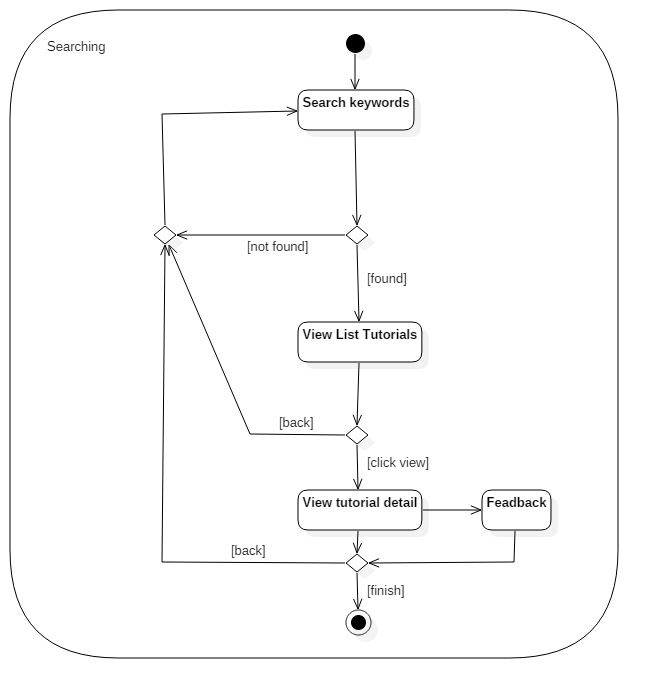 Searching
Search keywords
[not found]
[found]
View List Tutorials
[back]
[click view]
View tutorial detail
Feadback
[back]
[finish]